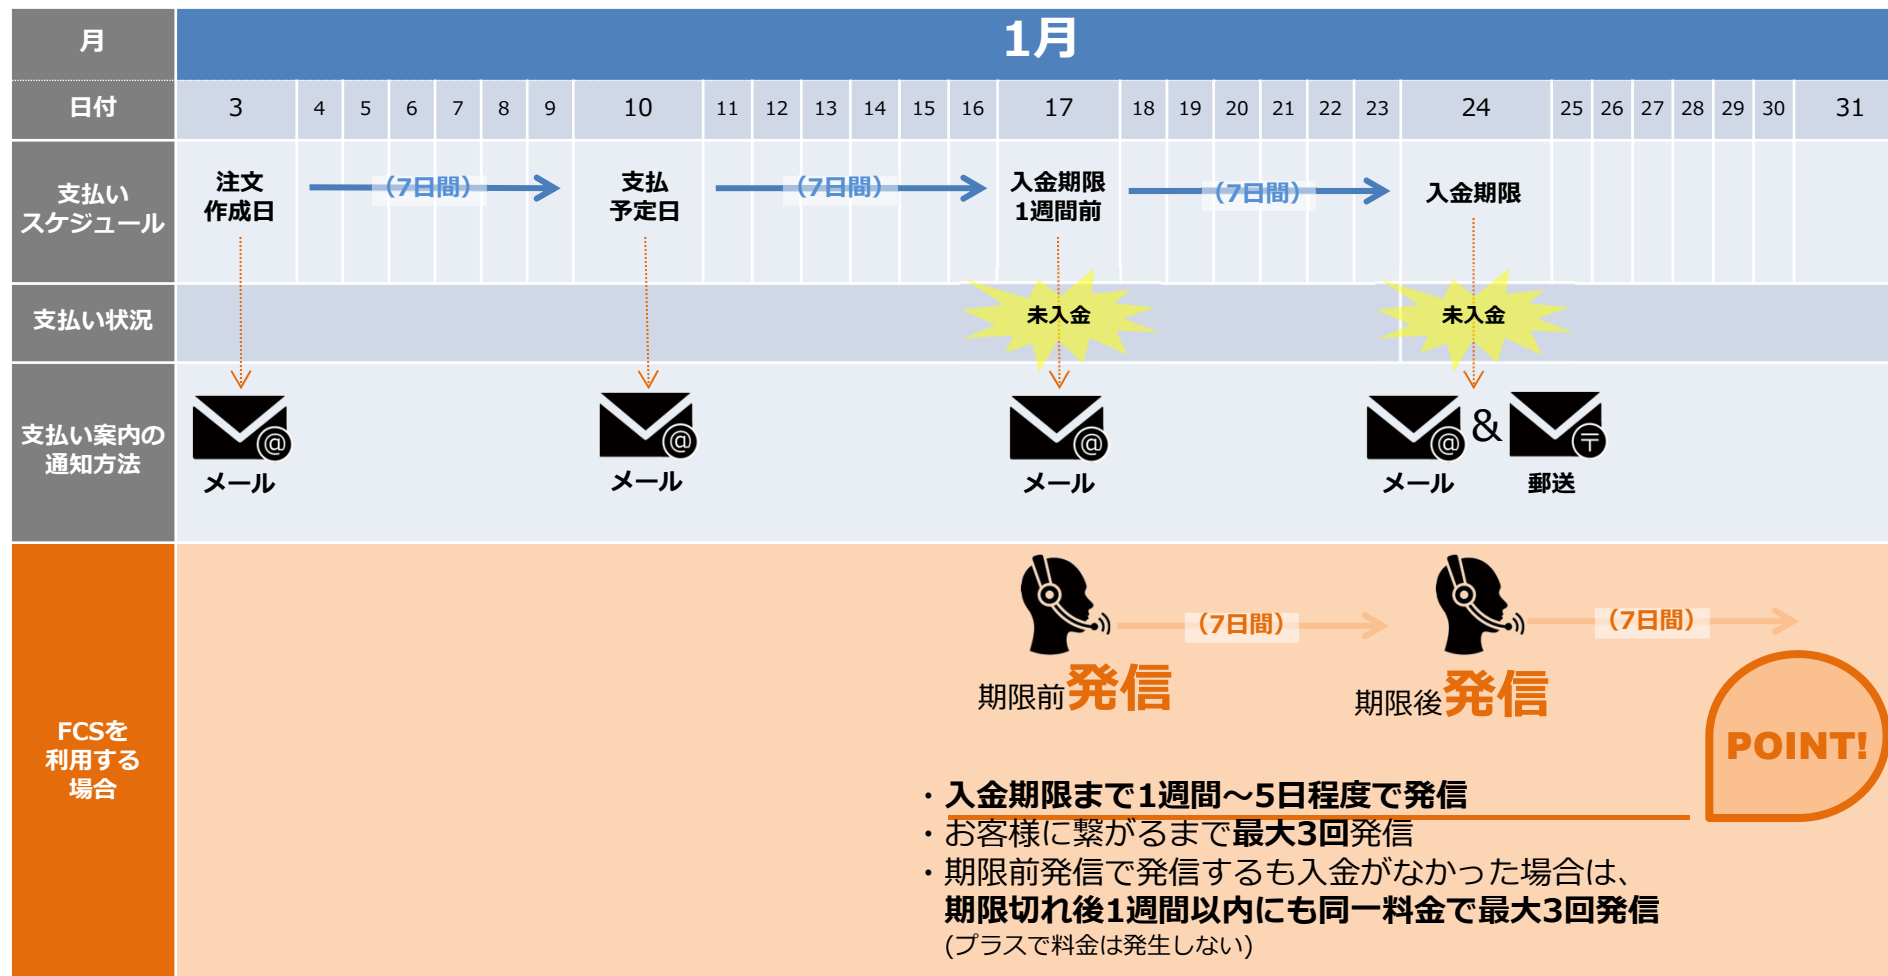 月
1月
日付
3 4 5 6 7 8 9 10 11 12 13 14 15 16 17 18 19 20 21 22 23 24 25 26 27 28 29 30 31
支払い
スケジュール
注文
作成日
(7日間)
支払
予定日
(7日間)
入金期限
1週間前
(7日間)
入金期限
支払い状況
未入金
未入金
支払い案内の
通知方法
@
メール
@
メール
@
メール
@ & 〒
メール 郵送
FCSを
利用する
場合
(7日間)
(7日間)
期限前発信
期限後発信
POINT!
・入金期限まで1週間～5日程度で発信
・お客様に繋がるまで最大3回発信
・期限前発信で発信するも入金がなかった場合は、
期限切れ後1週間以内にも同一料金で最大3回発信
(プラスで料金は発生しない)